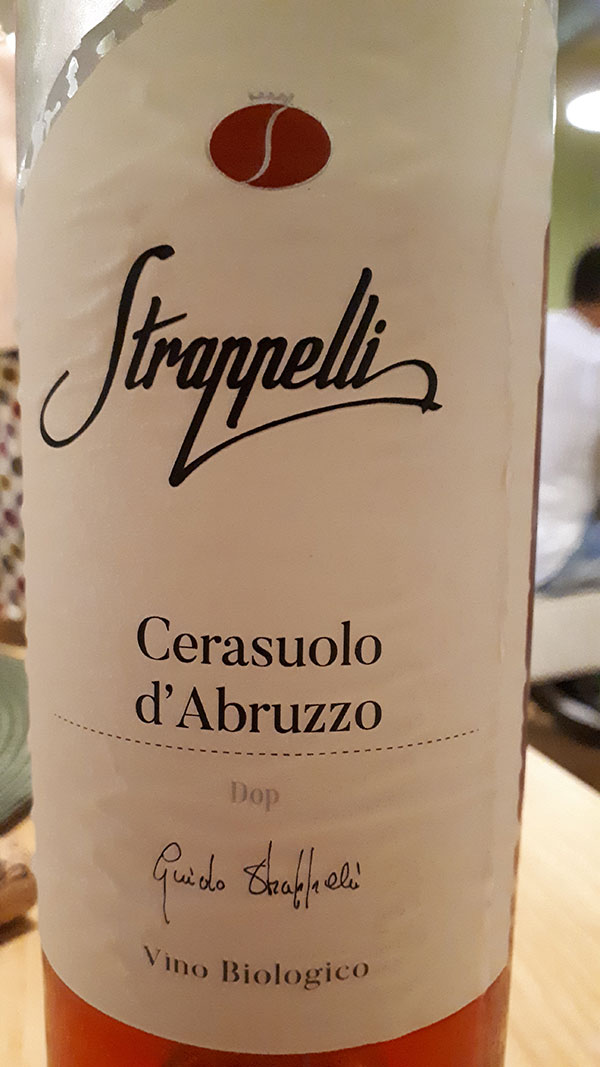 Strappelli
Cerasuolo
d'Abruzzo
Dop
Guido Strappelli
Vino Biologico